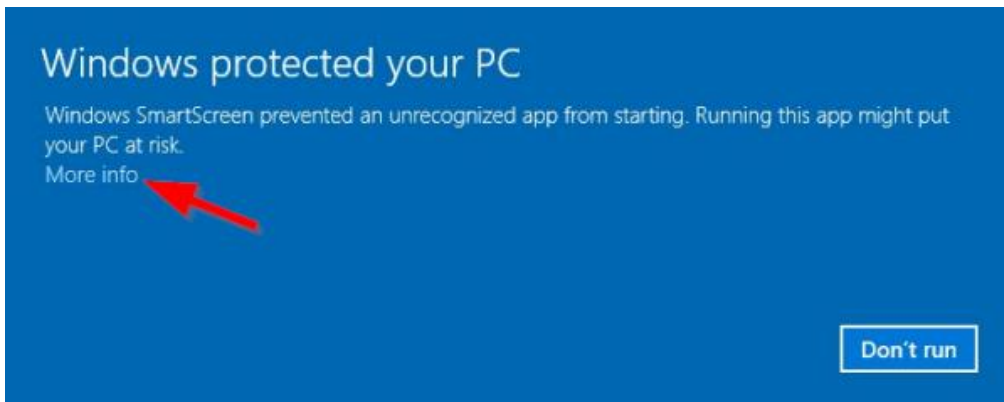 Windows protected your PC
Windows SmartScreen prevented an unrecognized app from starting. Running this app might put
your PC at risk.
More info
Don't run